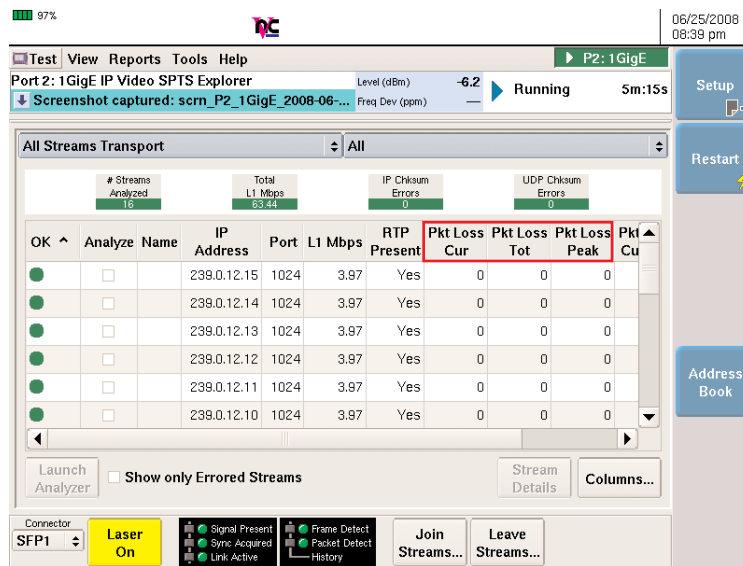 97%
06/25/2008
08:39 pm
Test View Reports Tools Help
P2: 1GigE
Port 2: 1GigE IP Video SPTS Explorer
Level (dBm) -6.2
Running 5m:15s
Screenshot captured: scrn_P2_1GigE_2008-06-...
Freq Dev (ppm) —
Setup
Restart
Address
Book
All Streams Transport
All
# Streams Analyzed 16
Total L1 Mbps 63.44
IP Chksum Errors 0
UDP Chksum Errors 0
OK ^ Analyze Name IP Address Port L1 Mbps RTP Present Pkt Loss Cur Pkt Loss Tot Pkt Loss Peak Pkt Cu
239.0.12.15 1024 3.97 Yes 0 0 0
239.0.12.14 1024 3.97 Yes 0 0 0
239.0.12.13 1024 3.97 Yes 0 0 0
239.0.12.12 1024 3.97 Yes 0 0 0
239.0.12.11 1024 3.97 Yes 0 0 0
239.0.12.10 1024 3.97 Yes 0 0 0
Launch Analyzer
Show only Errored Streams
Stream Details
Columns...
Connector
SFP1
Laser On
Signal Present
Sync Acquired
Link Active
Frame Detect
Packet Detect
History
Join Streams...
Leave Streams...